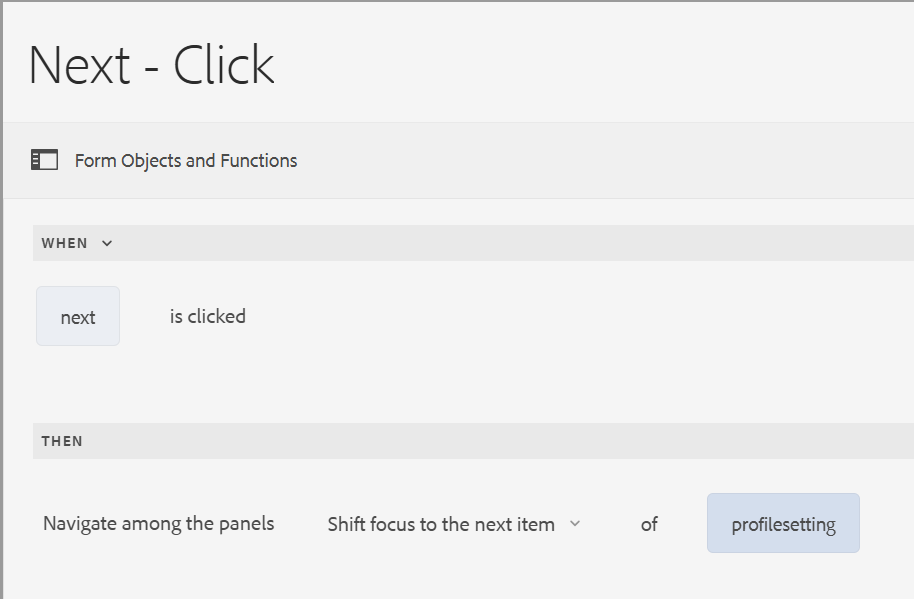 Next - Click
Form Objects and Functions
WHEN
next is clicked
THEN
Navigate among the panels Shift focus to the next item of profilesetting